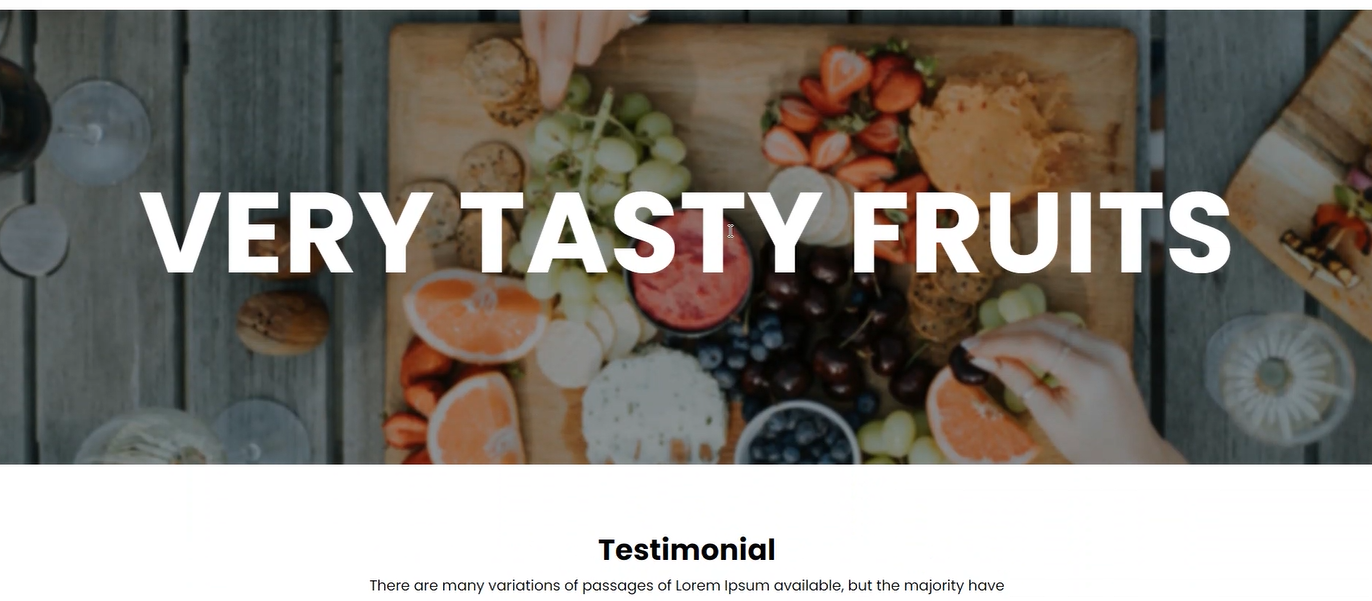 VERY TASTY FRUITS
Testimonial
There are many variations of passages of Lorem Ipsum available, but the majority have